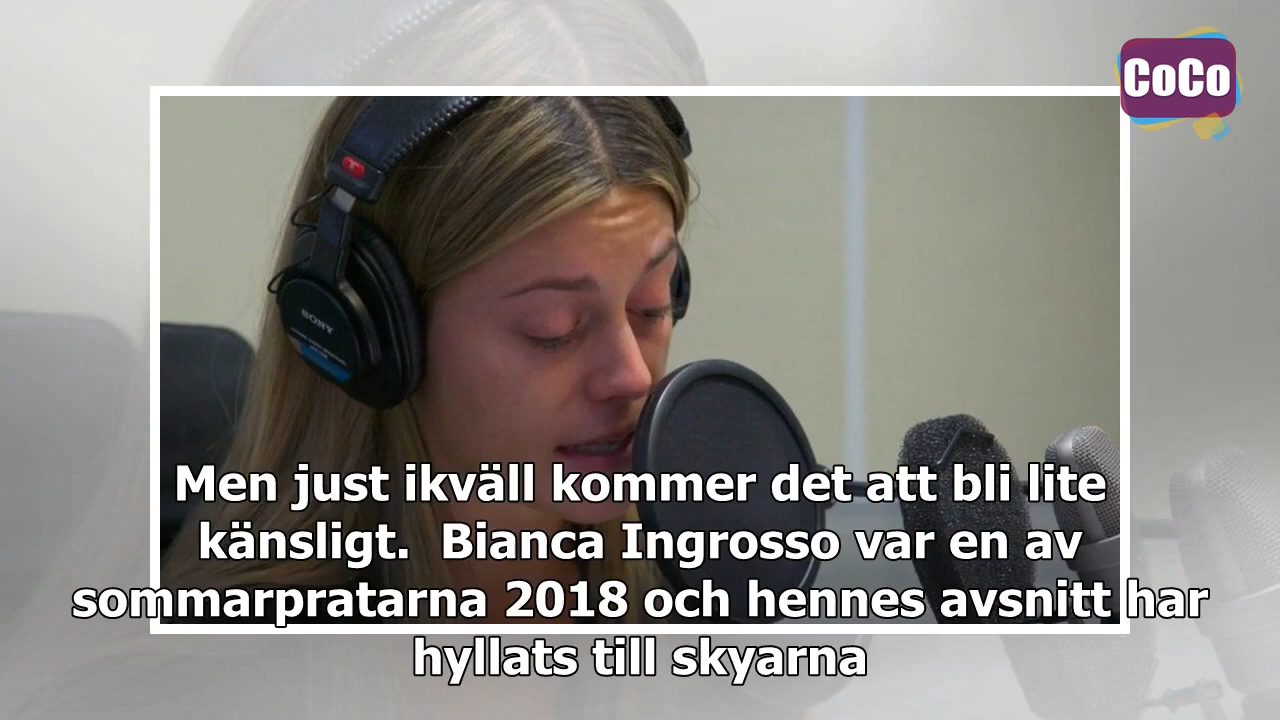 CoCo
SONY
Men just ikväll kommer det att bli lite
känsligt.  Bianca Ingrosso var en av
sommarpratarna 2018 och hennes avsnitt har
hyllats till skyarna